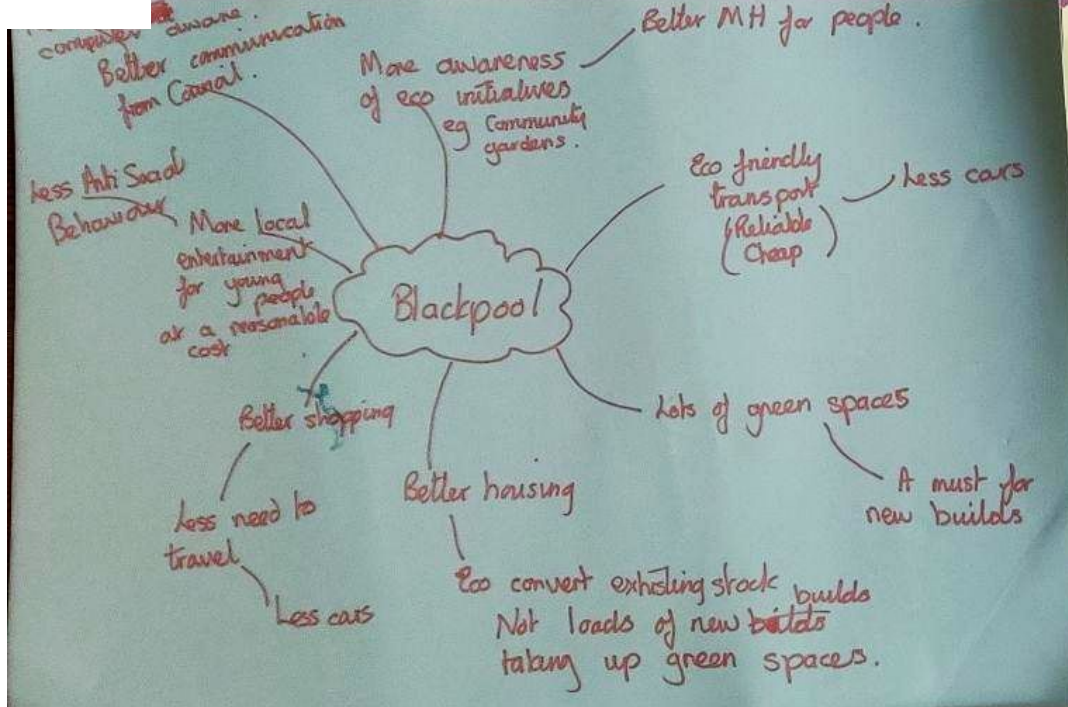 computer aware.
Better communication
from Council.
More awareness
of eco initiatives
eg Community
gardens.
Better MH for people.
Eco friendly
transport
(Reliable
Cheap)
Less cars
Less Anti Social
Behaviour
More local
entertainment
for young
people
at a reasonable
cost
Blackpool
Better shopping
Less need to
travel
Less cars
Better housing
Eco convert exhisting stock
Not loads of new builds
taking up green spaces.
Lots of green spaces
A must for
new builds